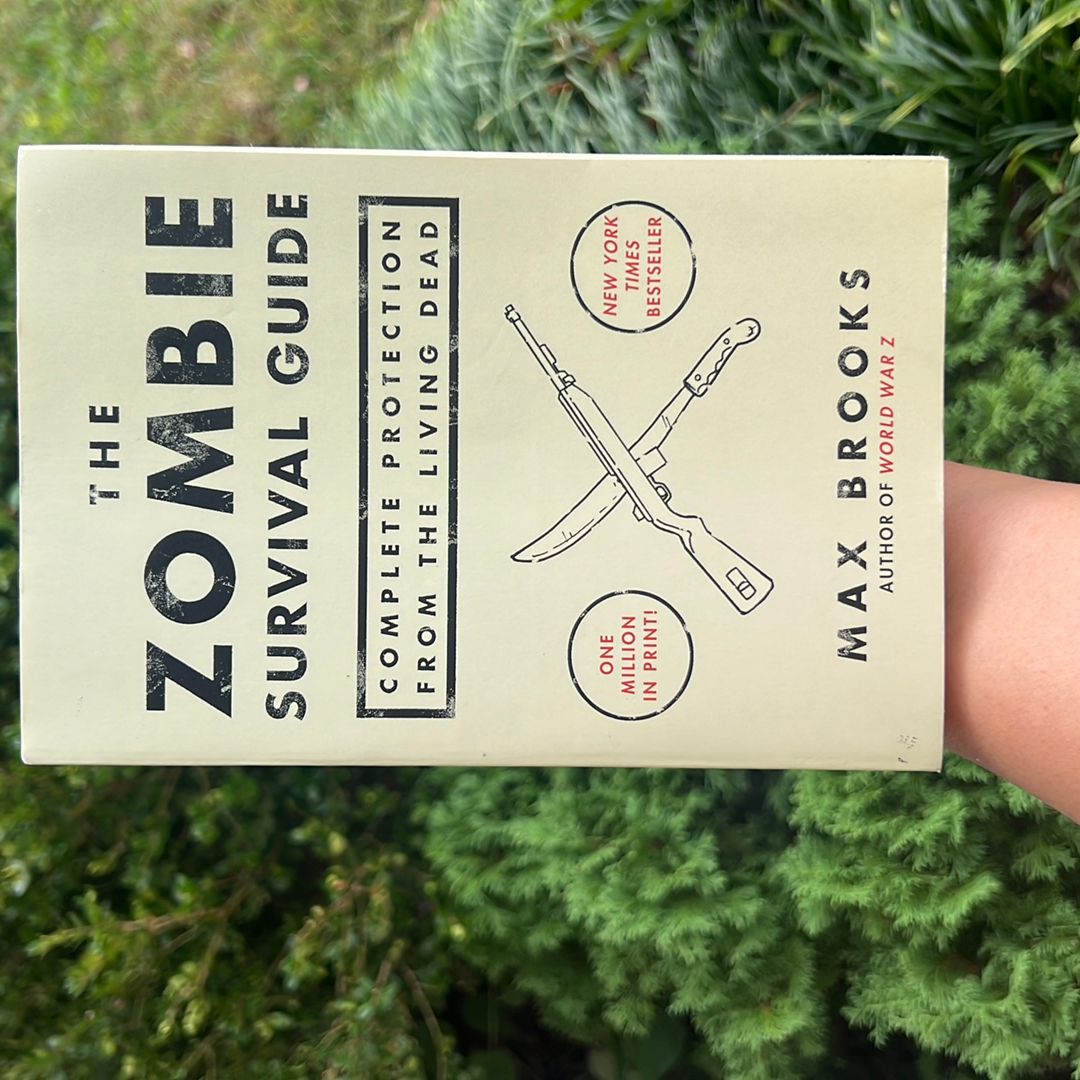 THE
ZOMBIE
SURVIVAL GUIDE
COMPLETE PROTECTION
FROM THE LIVING DEAD
ONE
MILLION
IN PRINT!
NEW YORK
TIMES
BESTSELLER
MAX BROOKS
AUTHOR OF WORLD WAR Z